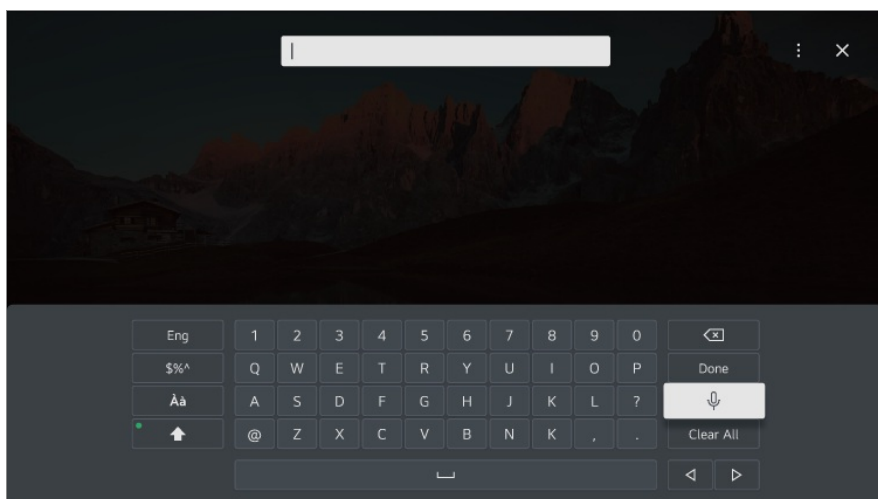 Eng 1 2 3 4 5 6 7 8 9 0
$%^ Q W E T R Y U I O P Done
Àà A S D F G H J K L ?
@ Z X C V B N K , . Clear All